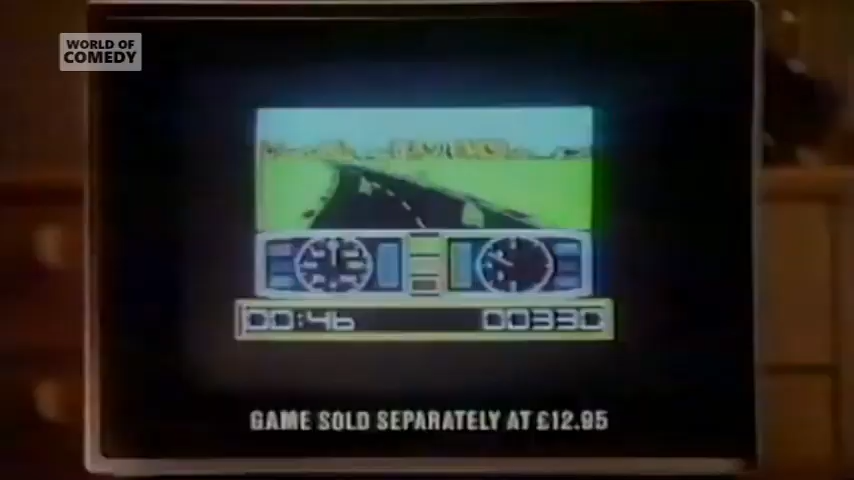 WORLD OF
COMEDY
00:46
00330
GAME SOLD SEPARATELY AT £12.95